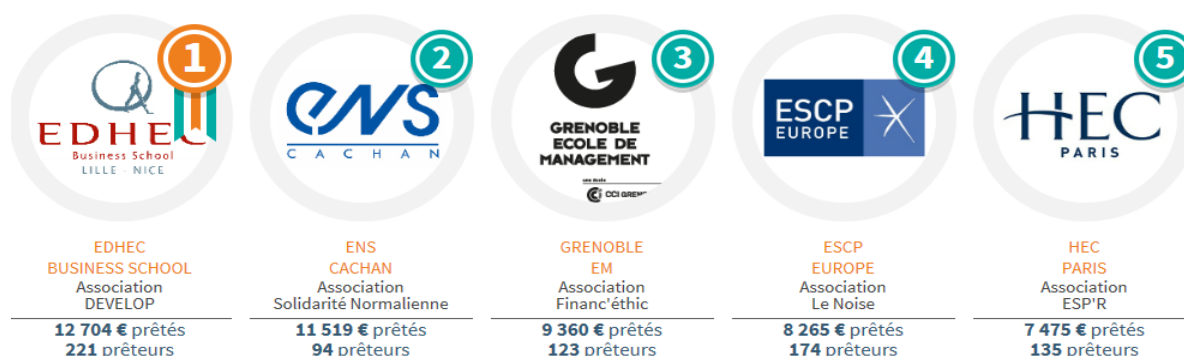 1
EDHEC
Business School
LILLE - NICE
EDHEC
BUSINESS SCHOOL
Association
DEVELOP
12 704 € prêtés
221 prêteurs
2
ENS
CACHAN
ENS
CACHAN
Association
Solidarité Normalienne
11 519 € prêtés
94 prêteurs
3
G
GRENOBLE
ECOLE DE
MANAGEMENT
une école
CCI
GRENOBLE
EM
Association
Financ'éthic
9 360 € prêtés
123 prêteurs
4
ESCP
EUROPE
ESCP
EUROPE
Association
Le Noise
8 265 € prêtés
174 prêteurs
5
HEC
PARIS
HEC
PARIS
Association
ESP'R
7 475 € prêtés
135 prêteurs